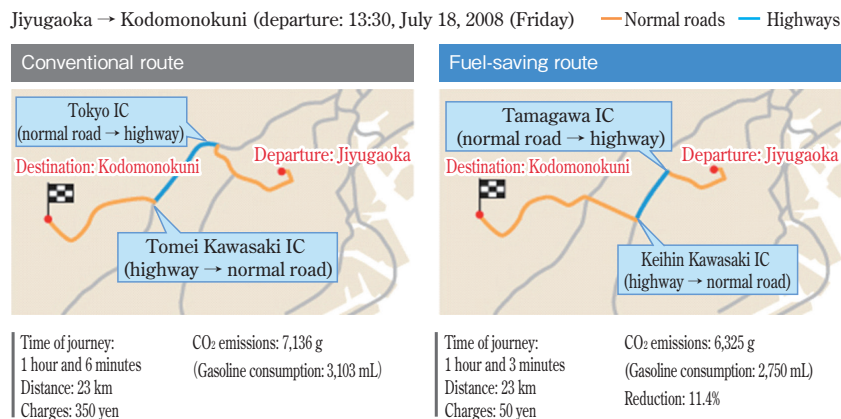 Jiyugaoka → Kodomonokuni (departure: 13:30, July 18, 2008 (Friday)
Normal roads
Highways
Conventional route
Tokyo IC
(normal road → highway)
Departure: Jiyugaoka
Destination: Kodomonokuni
Tomei Kawasaki IC
(highway → normal road)
Time of journey:
1 hour and 6 minutes
Distance: 23 km
Charges: 350 yen
CO₂ emissions: 7,136 g
(Gasoline consumption: 3,103 mL)
Fuel-saving route
Tamagawa IC
(normal road → highway)
Departure: Jiyugaoka
Destination: Kodomonokuni
Keihin Kawasaki IC
(highway → normal road)
Time of journey:
1 hour and 3 minutes
Distance: 23 km
Charges: 50 yen
CO₂ emissions: 6,325 g
(Gasoline consumption: 2,750 mL)
Reduction: 11.4%